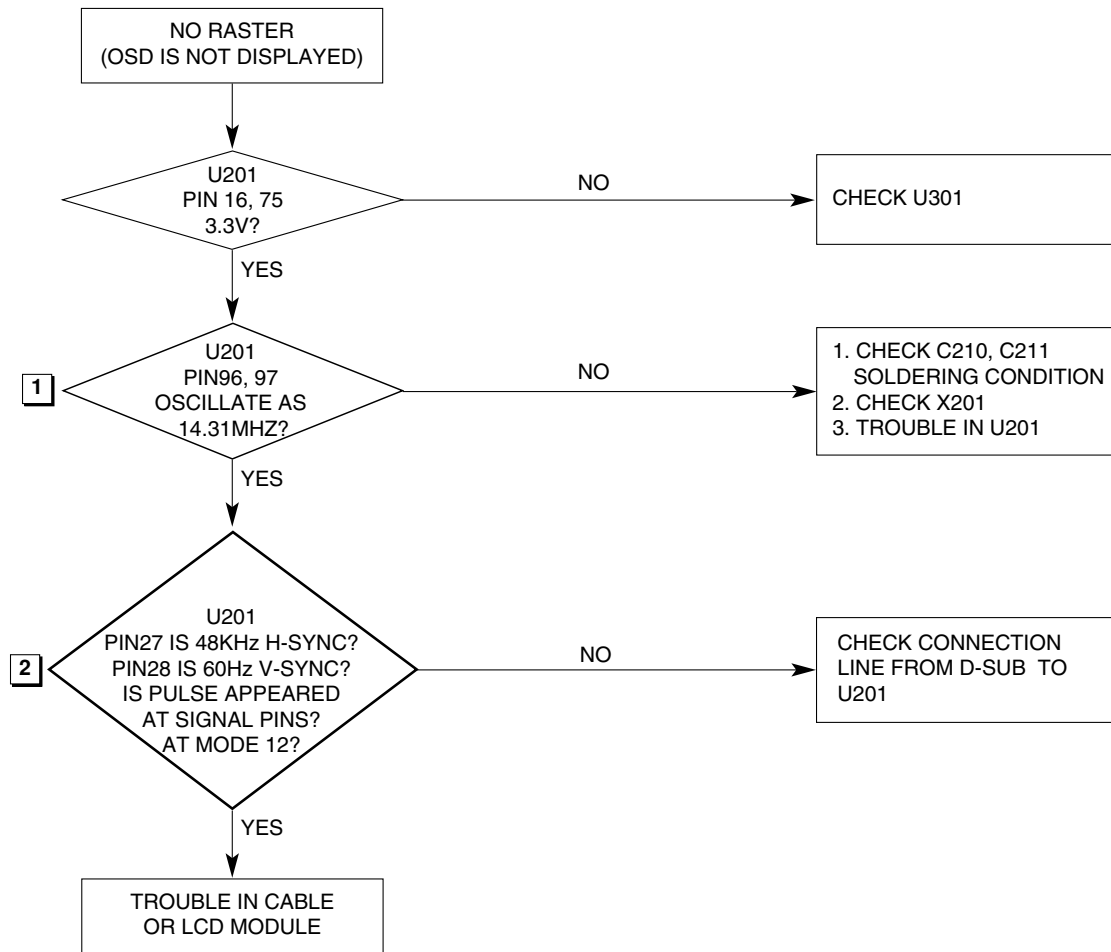 NO RASTER
(OSD IS NOT DISPLAYED)
U201
PIN 16, 75
3.3V?
NO
CHECK U301
YES
1
U201
PIN96, 97
OSCILLATE AS
14.31MHZ?
NO
1. CHECK C210, C211
SOLDERING CONDITION
2. CHECK X201
3. TROUBLE IN U201
YES
2
U201
PIN27 IS 48KHz H-SYNC?
PIN28 IS 60Hz V-SYNC?
IS PULSE APPEARED
AT SIGNAL PINS?
AT MODE 12?
NO
CHECK CONNECTION
LINE FROM D-SUB TO
U201
YES
TROUBLE IN CABLE
OR LCD MODULE